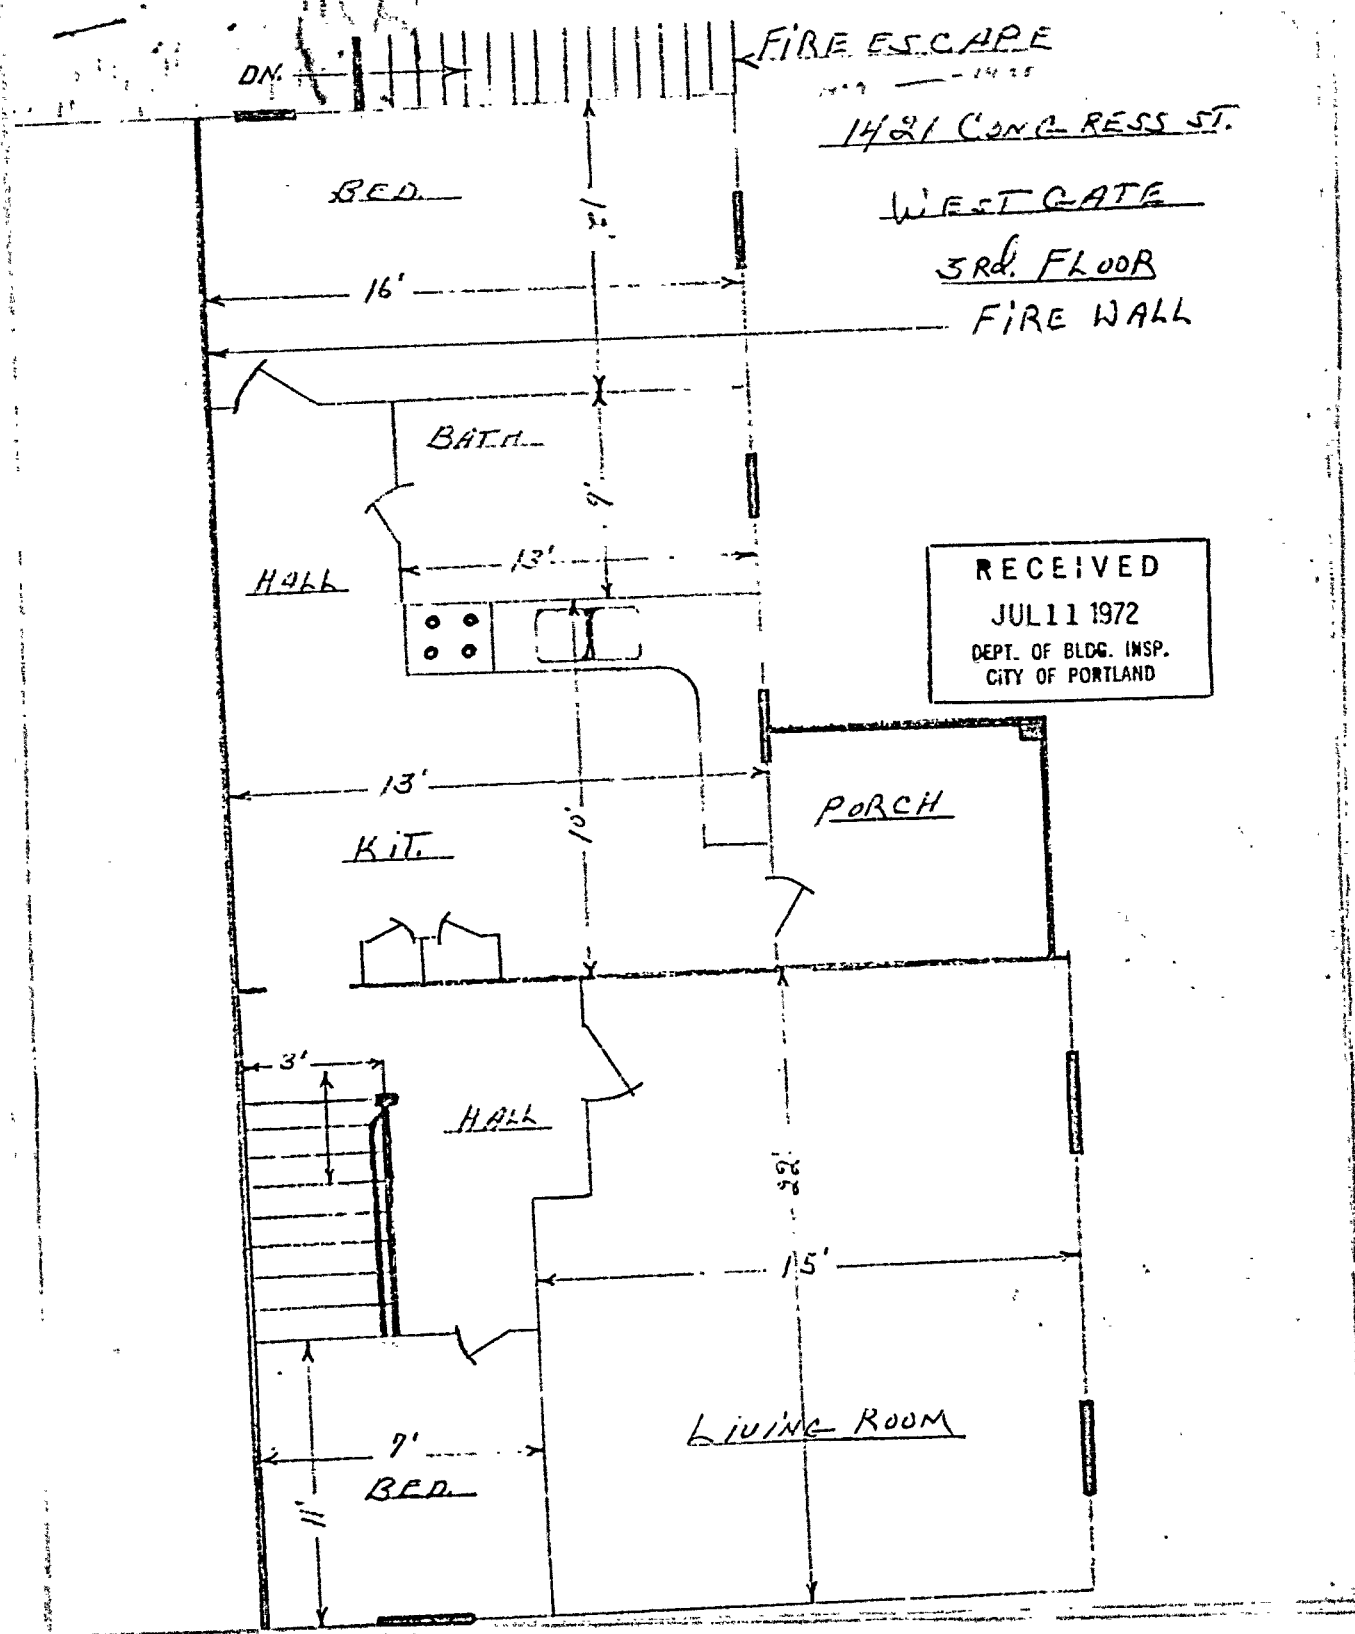 FIRE ESCAPE
DN.
1421 CONGRESS ST.
WESTGATE
3Rd. FLOOR
FIRE WALL
BED.
12'
16'
BATH
9'
13'
HALL
RECEIVED
JUL 11 1972
DEPT. OF BLDG. INSP.
CITY OF PORTLAND
13'
10'
PORCH
KIT.
3'
HALL
22'
15'
LIVING ROOM
7'
BED.
11'